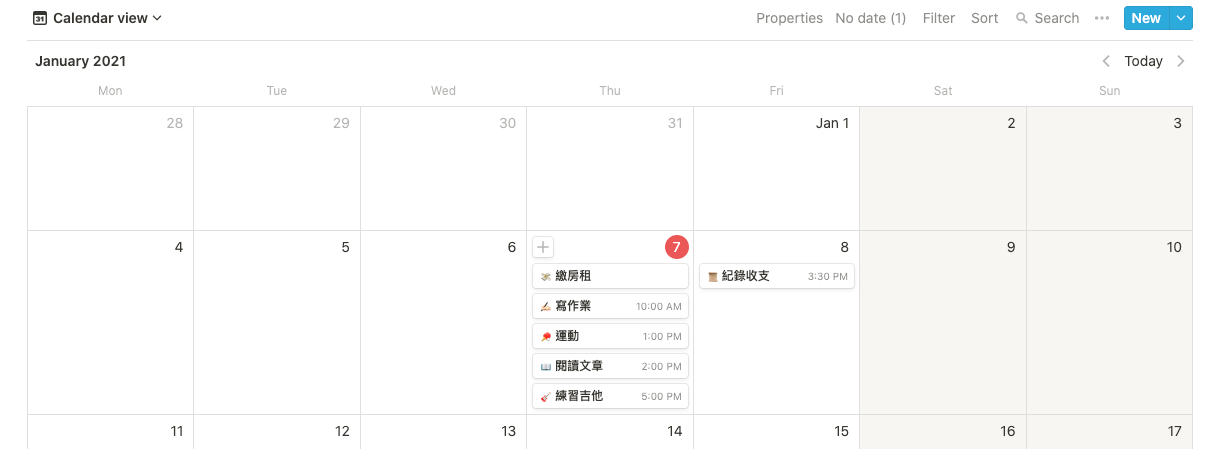 31 Calendar view Properties No date (1) Filter Sort Search ••• New
January 2021 Today
Mon Tue Wed Thu Fri Sat Sun
28 29 30 31 Jan 1 2 3
4 5 6 7 8 9 10
繳房租 紀錄收支 3:30 PM
寫作業 10:00 AM
運動 1:00 PM
閱讀文章 2:00 PM
練習吉他 5:00 PM
11 12 13 14 15 16 17